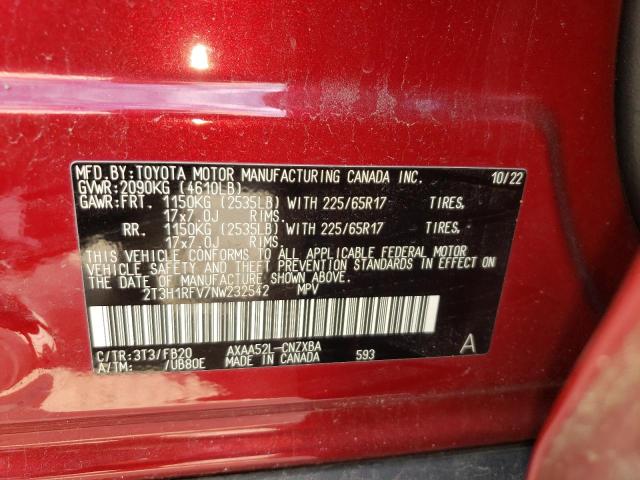 MFD. BY: TOYOTA MOTOR MANUFACTURING CANADA INC. 10/22
GVWR: 2090KG (4610LB)
GAWR: FRT. 1150KG (2535LB) WITH 225/65R17 TIRES.
17x7.0J RIMS.
RR. 1150KG (2535LB) WITH 225/65R17 TIRES.
17x7.0J RIMS.
THIS VEHICLE CONFORMS TO ALL APPLICABLE FEDERAL MOTOR
VEHICLE SAFETY AND THEFT PREVENTION STANDARDS IN EFFECT ON
THE DATE OF MANUFACTURE SHOWN ABOVE.
2T3H1RFV7NW232542 MPV
C/TR: 3T3/FB20 AXAA52L-CNZXBA 593 A
A/TM: /UB80E MADE IN CANADA